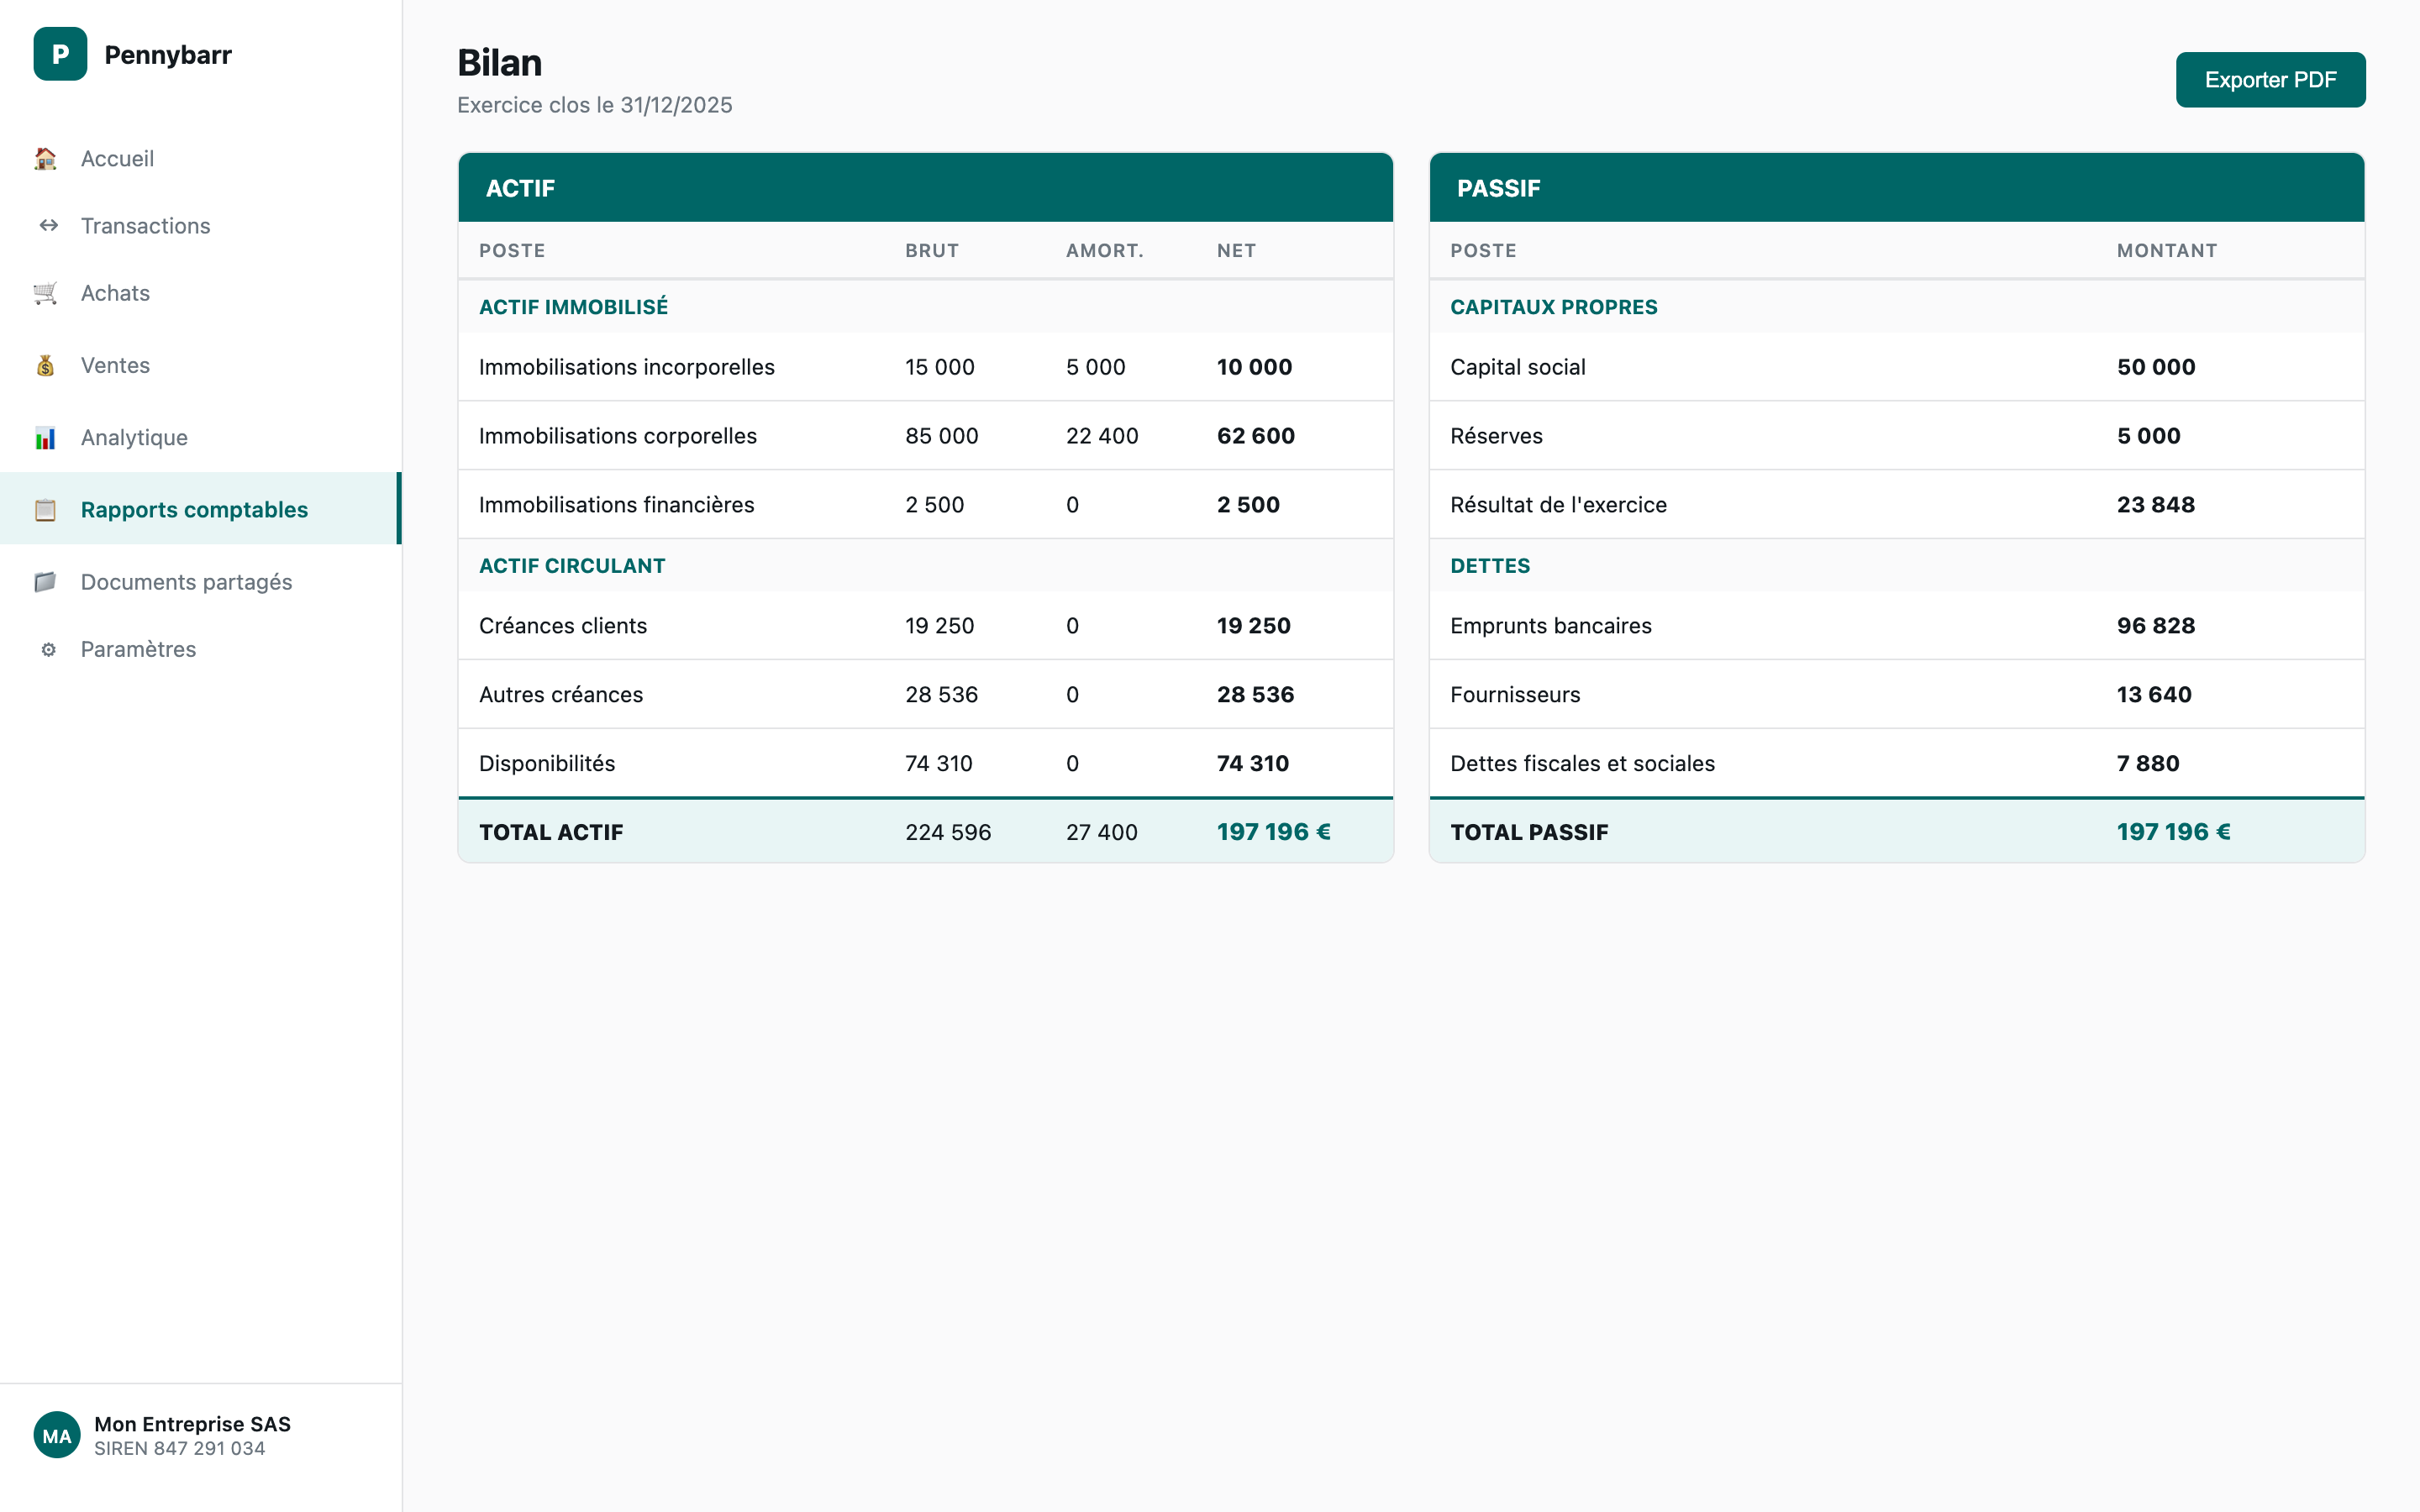 P Pennybarr
Accueil
Transactions
Achats
Ventes
Analytique
Rapports comptables
Documents partagés
Paramètres
MA
Mon Entreprise SAS
SIREN 847 291 034
Bilan
Exercice clos le 31/12/2025
Exporter PDF
ACTIF
POSTE BRUT AMORT. NET
ACTIF IMMOBILISÉ
Immobilisations incorporelles 15 000 5 000 10 000
Immobilisations corporelles 85 000 22 400 62 600
Immobilisations financières 2 500 0 2 500
ACTIF CIRCULANT
Créances clients 19 250 0 19 250
Autres créances 28 536 0 28 536
Disponibilités 74 310 0 74 310
TOTAL ACTIF 224 596 27 400 197 196 €
PASSIF
POSTE MONTANT
CAPITAUX PROPRES
Capital social 50 000
Réserves 5 000
Résultat de l'exercice 23 848
DETTES
Emprunts bancaires 96 828
Fournisseurs 13 640
Dettes fiscales et sociales 7 880
TOTAL PASSIF 197 196 €